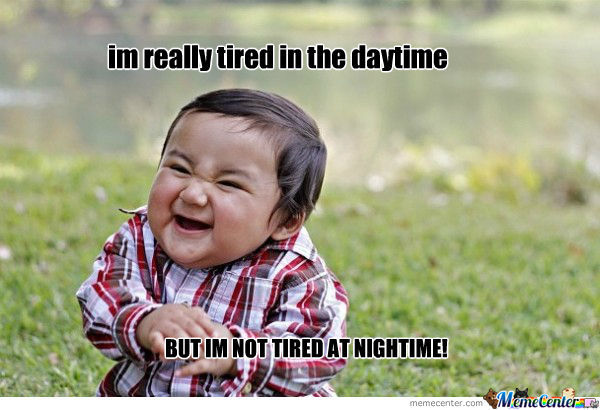 im really tired in the daytime
BUT IM NOT TIRED AT NIGHTIME!
memecenter.com MemeCenter